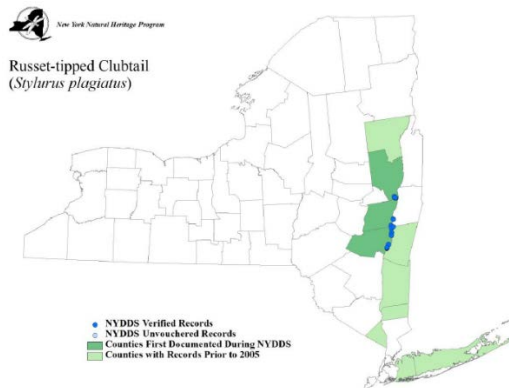 New York Natural Heritage Program
Russet-tipped Clubtail
(Stylurus plagiatus)
NYDDS Verified Records
NYDDS Unvouchered Records
Counties First Documented During NYDDS
Counties with Records Prior to 2005